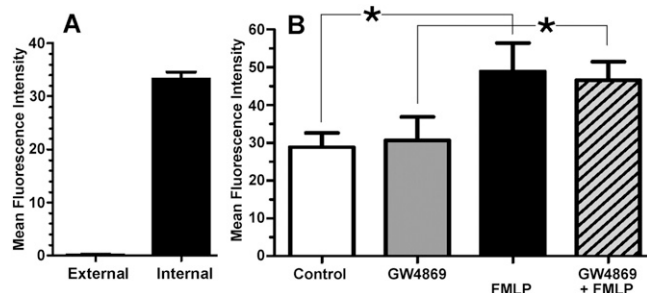 A
Mean Fluorescence Intensity
40
30
20
10
0
External Internal
B
Mean Fluorescence Intensity
60
50
40
30
20
10
0
*
*
Control GW4869 FMLP GW4869
+ FMLP